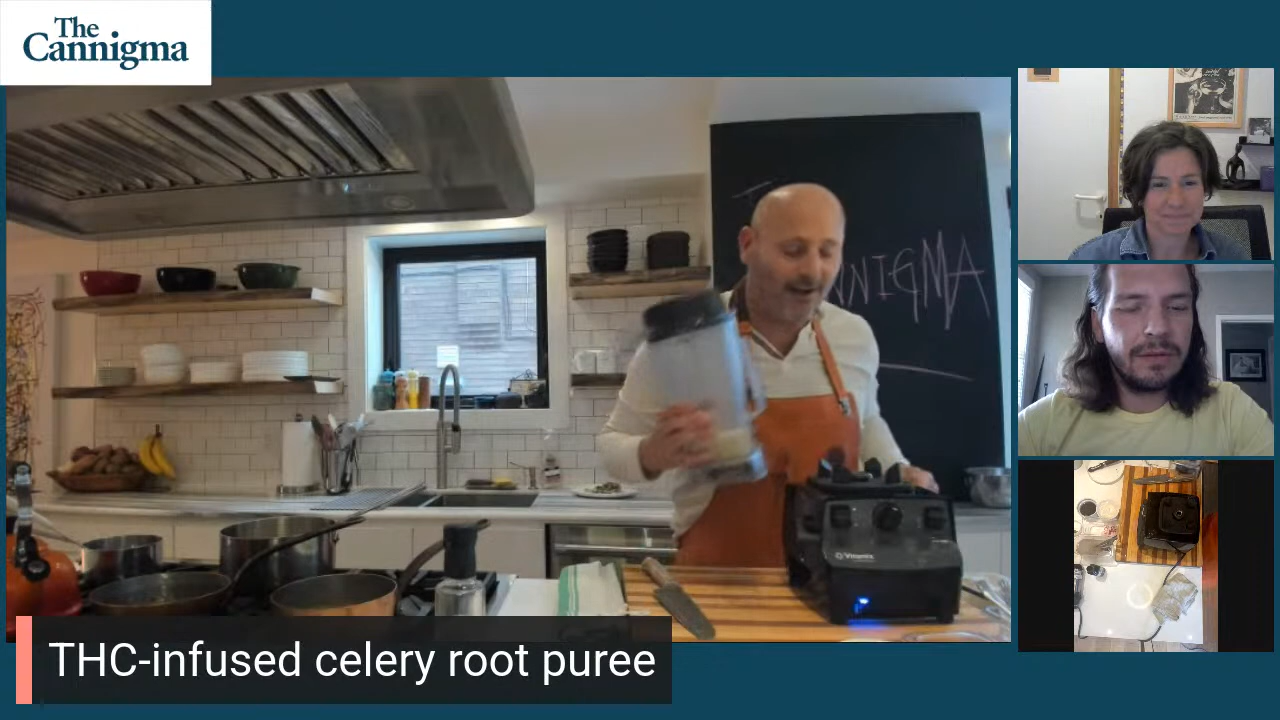 The
Cannigma
NNIGMA
Vitamix
THC-infused celery root puree